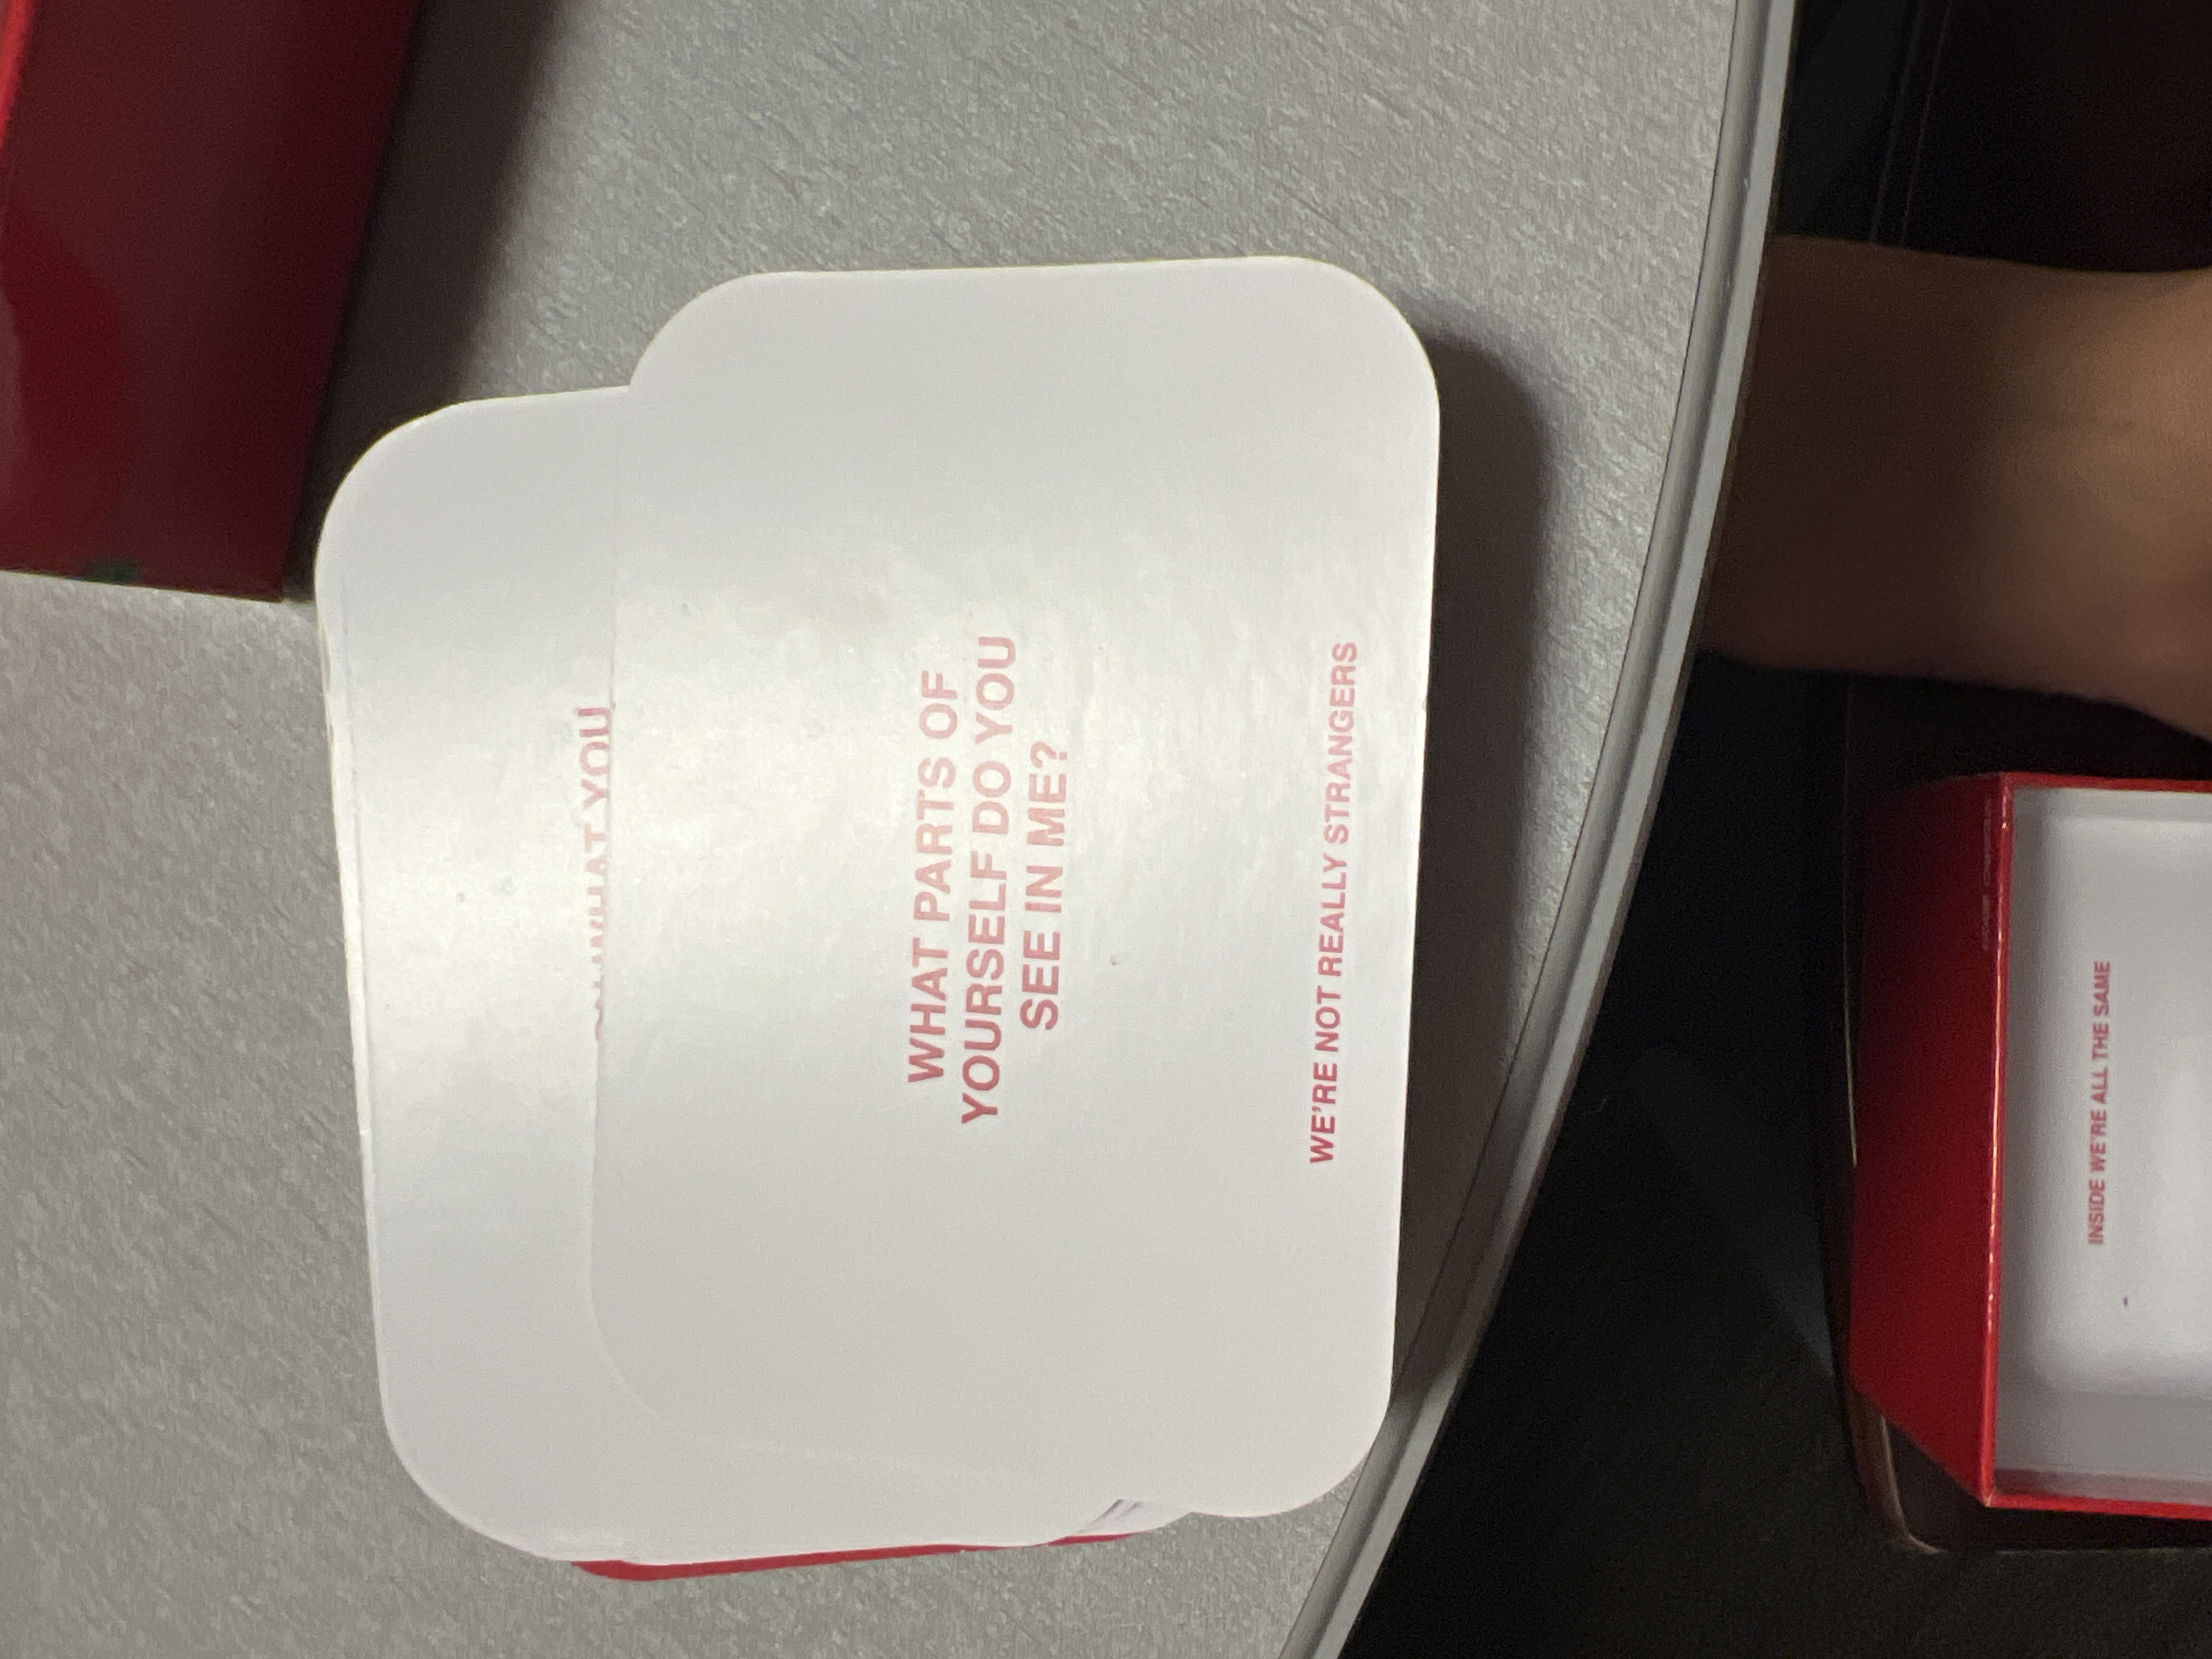 WHAT YOU
WHAT PARTS OF
YOURSELF DO YOU
SEE IN ME?
WE'RE NOT REALLY STRANGERS
INSIDE WE'RE ALL THE SAME